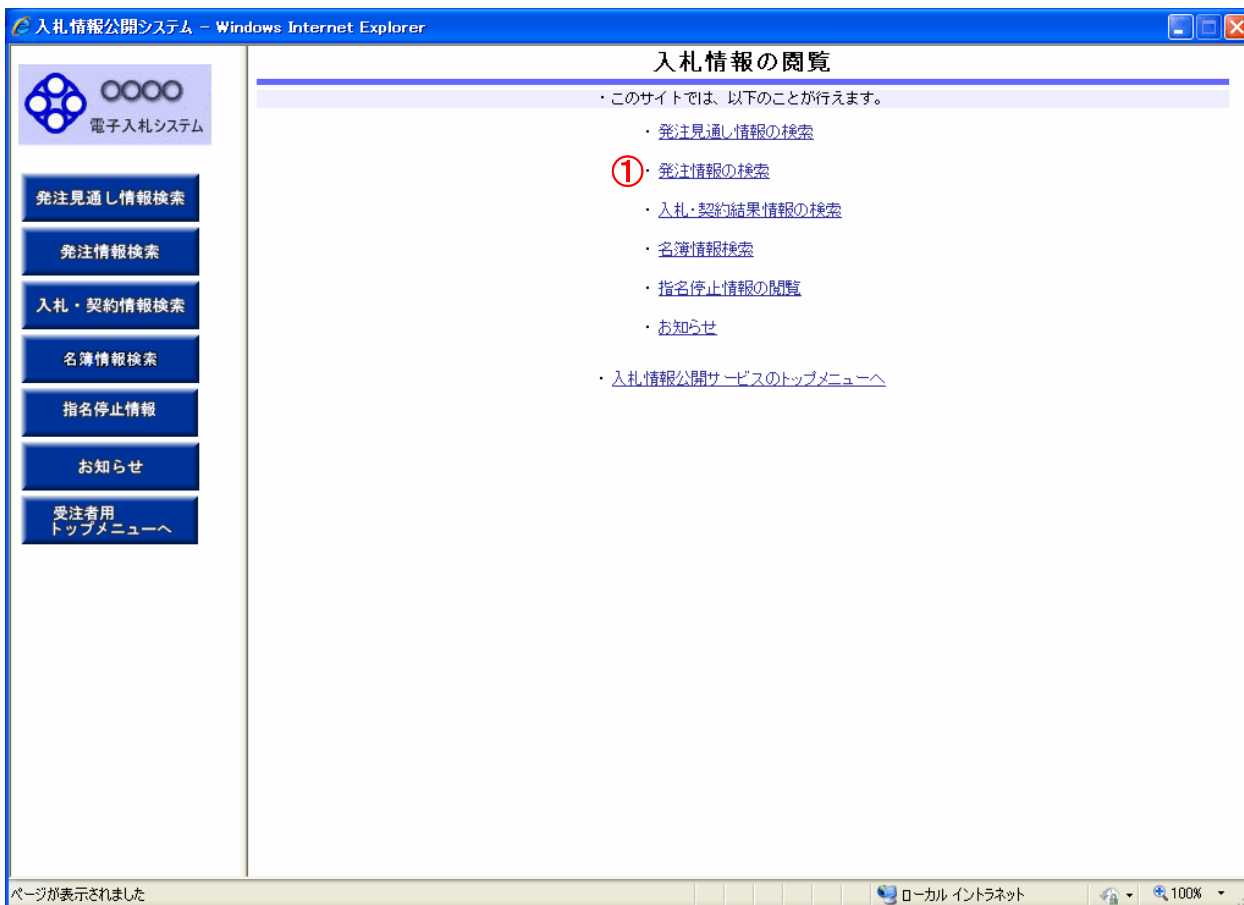 入札情報公開システム - Windows Internet Explorer
○○○○
電子入札システム
発注見通し情報検索
発注情報検索
入札・契約情報検索
名簿情報検索
指名停止情報
お知らせ
受注者用
トップメニューへ
入札情報の閲覧
・このサイトでは、以下のことが行えます。
・発注見通し情報の検索
①・発注情報の検索
・入札・契約結果情報の検索
・名簿情報検索
・指名停止情報の閲覧
・お知らせ
・入札情報公開サービスのトップメニューへ
ページが表示されました
ローカル イントラネット
100%